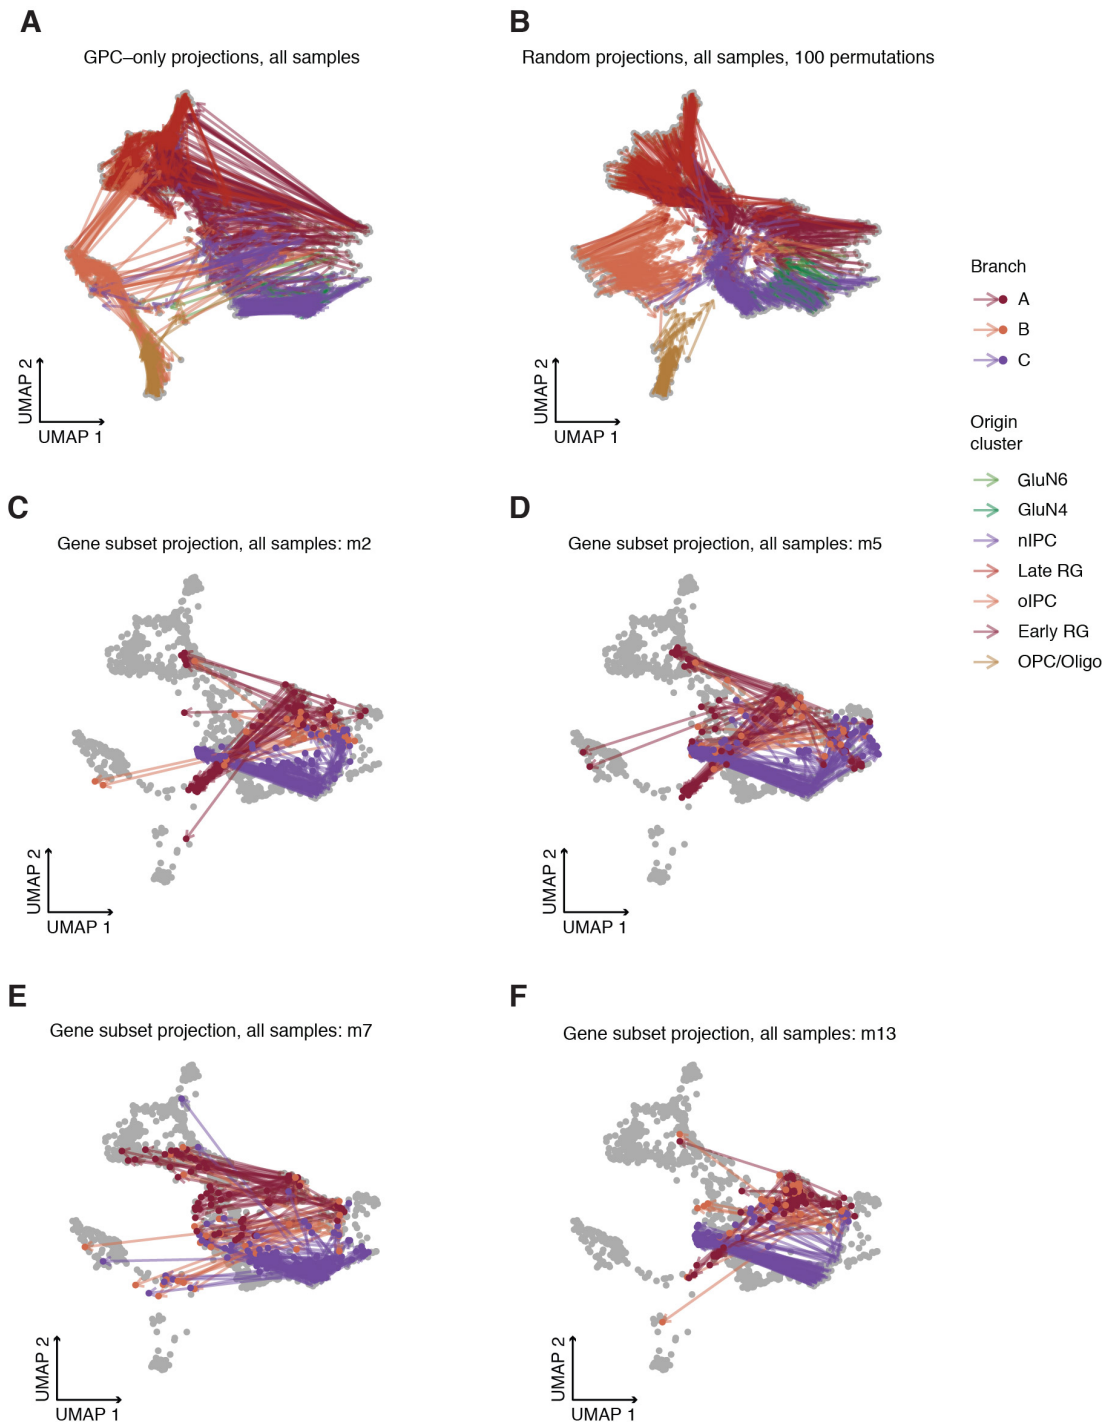 A
GPC–only projections, all samples
UMAP 2
UMAP 1
B
Random projections, all samples, 100 permutations
UMAP 2
UMAP 1
Branch
A
B
C
Origin
cluster
GluN6
GluN4
nIPC
Late RG
oIPC
Early RG
OPC/Oligo
C
Gene subset projection, all samples: m2
UMAP 2
UMAP 1
D
Gene subset projection, all samples: m5
UMAP 2
UMAP 1
E
Gene subset projection, all samples: m7
UMAP 2
UMAP 1
F
Gene subset projection, all samples: m13
UMAP 2
UMAP 1